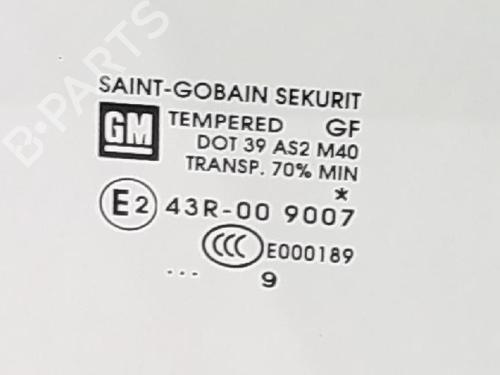 B-PARTS
SAINT-GOBAIN SEKURIT
GM TEMPERED GF
DOT 39 AS2 M40
TRANSP. 70% MIN
*
E2 43R-00 9007
CCC E000189
... 9